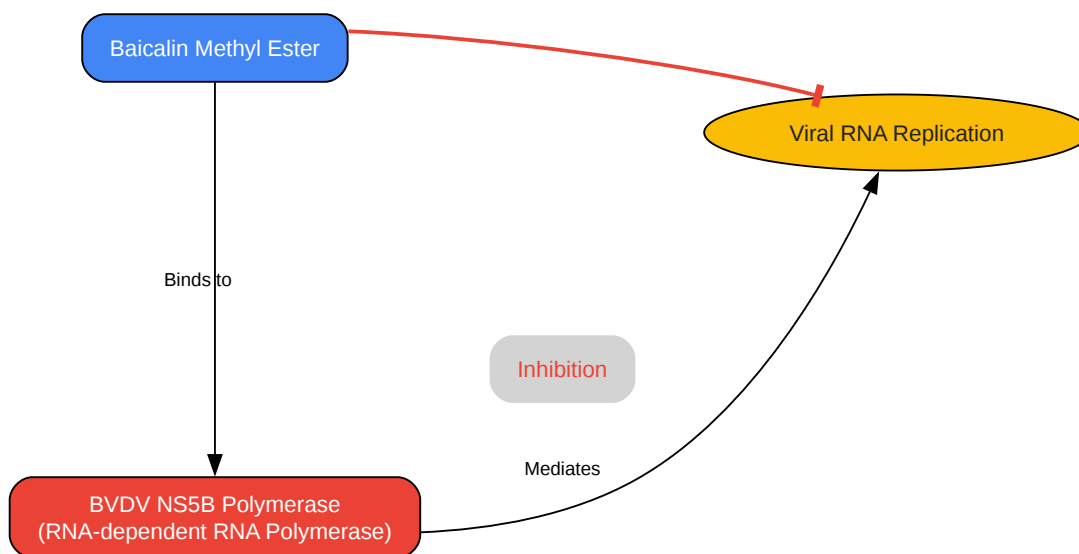 Baicalin Methyl Ester
Viral RNA Replication
Binds to
Inhibition
Mediates
BVDV NS5B Polymerase
(RNA-dependent RNA Polymerase)